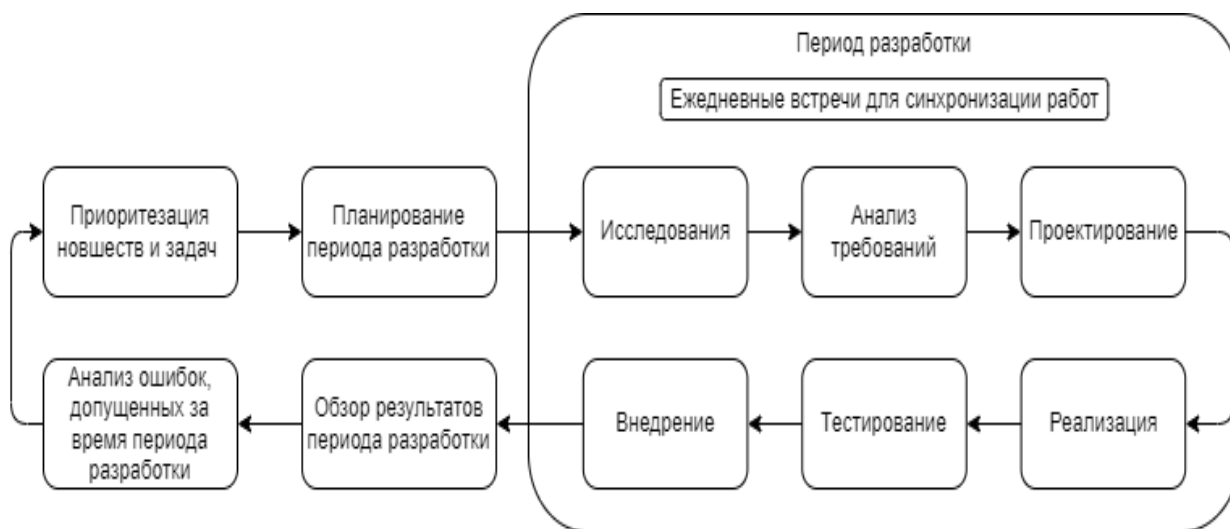 Период разработки
Ежедневные встречи для синхронизации работ
Приоритезация
новшеств и задач
Планирование
периода разработки
Исследования
Анализ
требований
Проектирование
Анализ ошибок,
допущенных за
время периода
разработки
Обзор результатов
периода разработки
Внедрение
Тестирование
Реализация